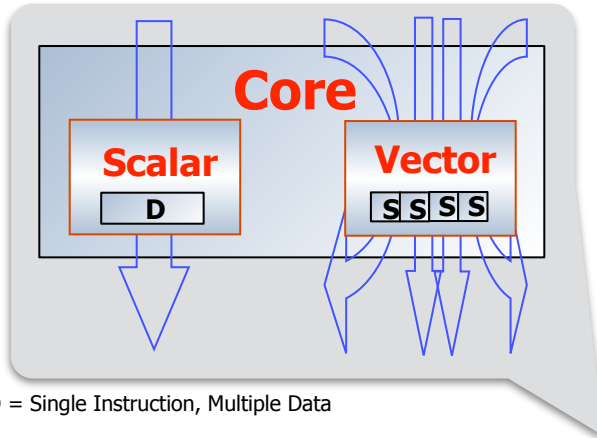 Core
Scalar
Vector
D
S S S S
= Single Instruction, Multiple Data